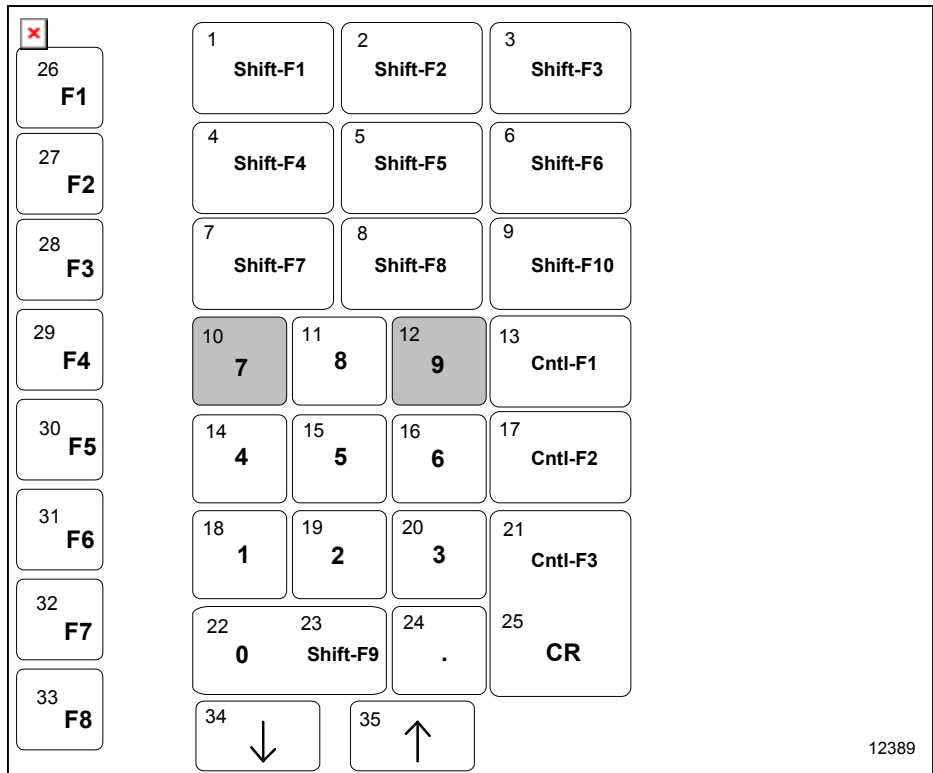 26
F1
27
F2
28
F3
29
F4
30
F5
31
F6
32
F7
33
F8
1 2 3
Shift-F1 Shift-F2 Shift-F3
4 5 6
Shift-F4 Shift-F5 Shift-F6
7 8 9
Shift-F7 Shift-F8 Shift-F10
10 11 12 13
7 8 9 Cntl-F1
14 15 16 17
4 5 6 Cntl-F2
18 19 20 21
1 2 3 Cntl-F3
22 23 24 25
0 Shift-F9 . CR
34 35
↓ ↑
12389